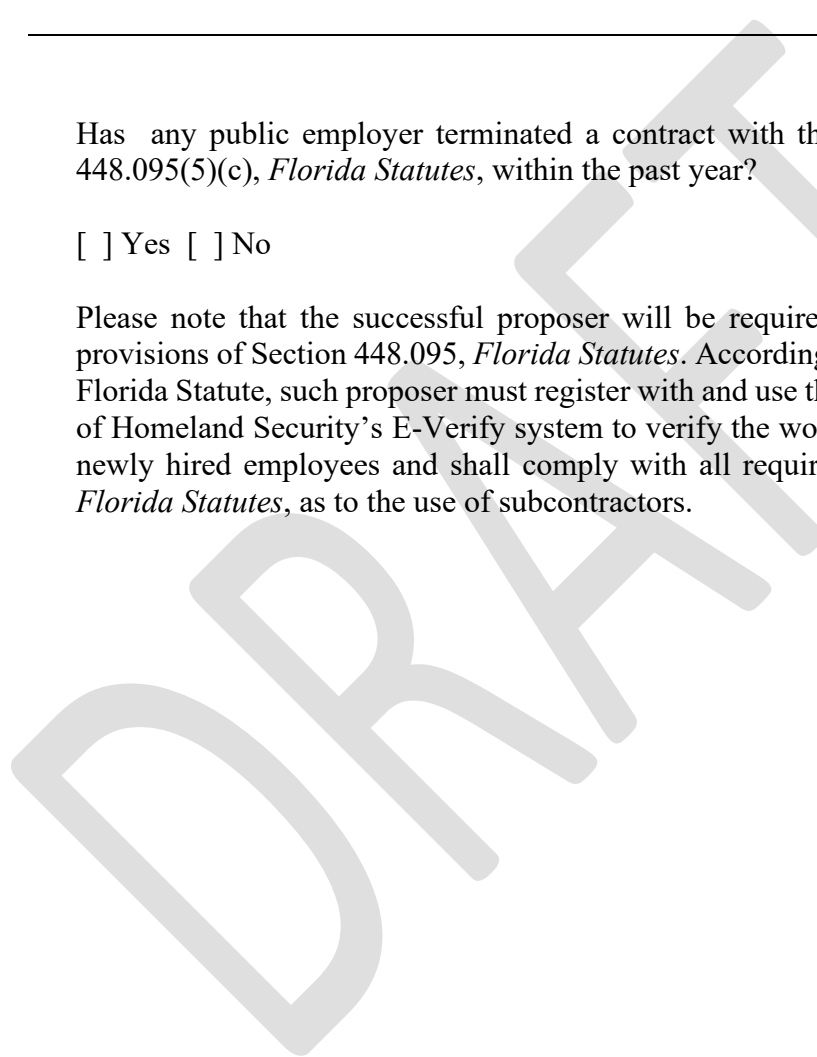 Has any public employer terminated a contract with th
448.095(5)(c), Florida Statutes, within the past year?
[ ] Yes [ ] No
Please note that the successful proposer will be require
provisions of Section 448.095, Florida Statutes. According
Florida Statute, such proposer must register with and use th
of Homeland Security’s E-Verify system to verify the wo
newly hired employees and shall comply with all requir
Florida Statutes, as to the use of subcontractors.
DRAFT